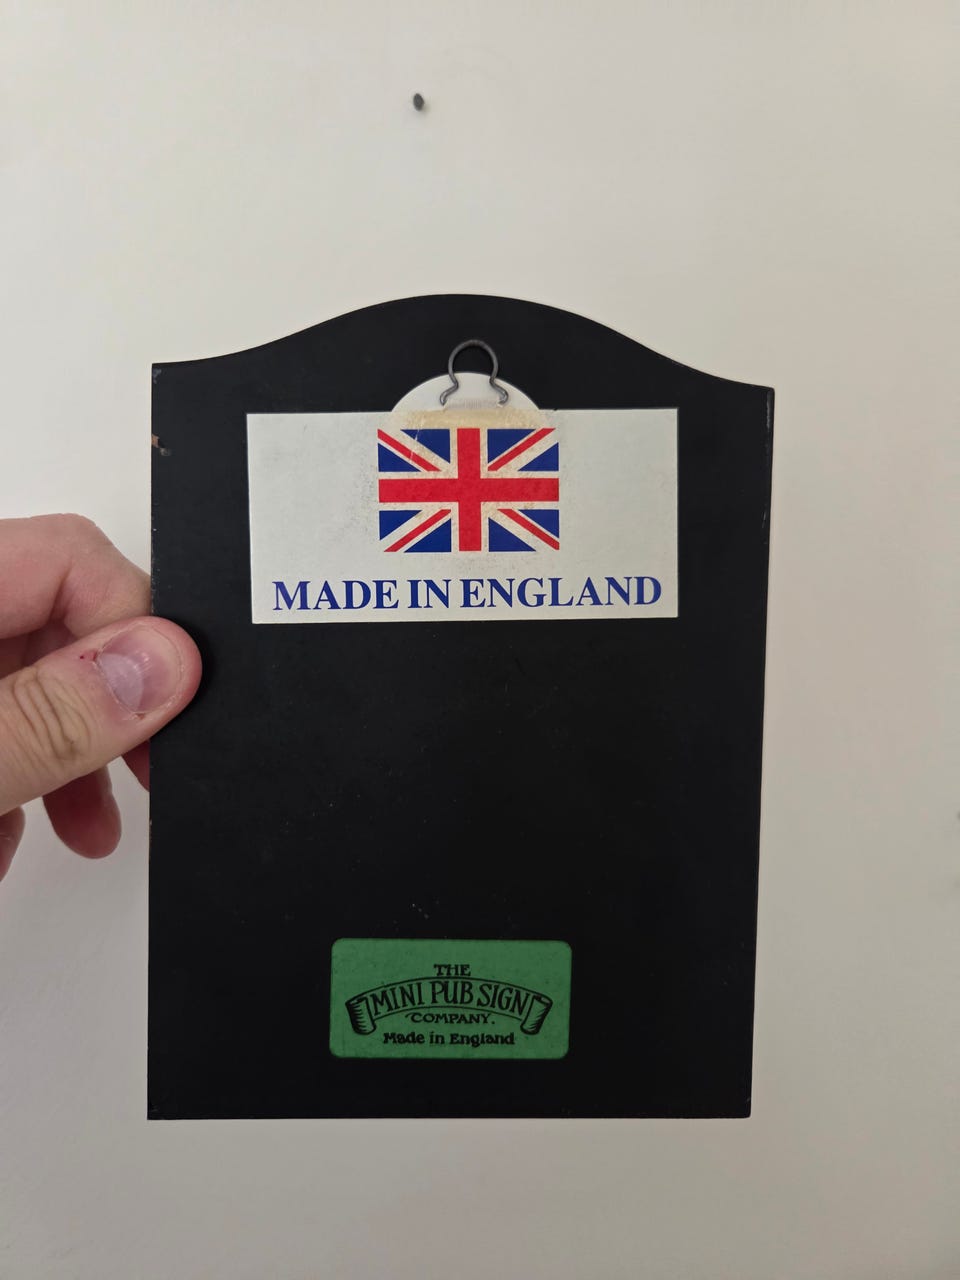 MADE IN ENGLAND
THE
MINI PUB SIGN
COMPANY.
Made in England